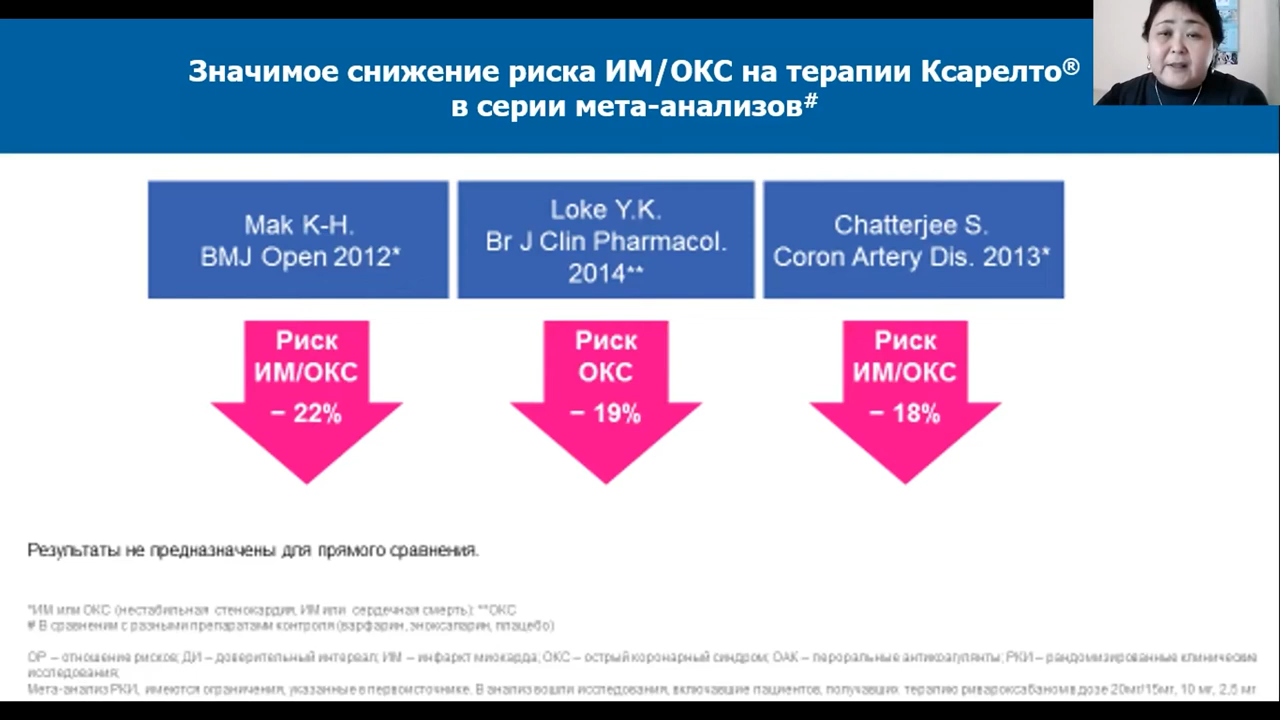 Значимое снижение риска ИМ/ОКС на терапии Ксарелто®
в серии мета-анализов#
Mak K-H.
BMJ Open 2012*
Loke Y.K.
Br J Clin Pharmacol.
2014**
Chatterjee S.
Coron Artery Dis. 2013*
Риск
ИМ/ОКС
− 22%
Риск
ОКС
− 19%
Риск
ИМ/ОКС
− 18%
Результаты не предназначены для прямого сравнения.
*ИМ или ОКС (нестабильная стенокардия, ИМ или сердечная смерть); **ОКС
# В сравнении с разными препаратами контроля (варфарин, эноксапарин, плацебо)
ОР – отношение рисков; ДИ – доверительный интервал; ИМ – инфаркт миокарда; ОКС – острый коронарный синдром; ОАК – пероральные антикоагулянты; РКИ – рандомизированные клинические
исследования;
Мета-анализ РКИ, имеются ограничения, указанные в первоисточнике. В анализ вошли исследования, включавшие пациентов, получавших терапию ривароксабаном в дозе 20мг/15мг, 10 мг, 2,5 мг